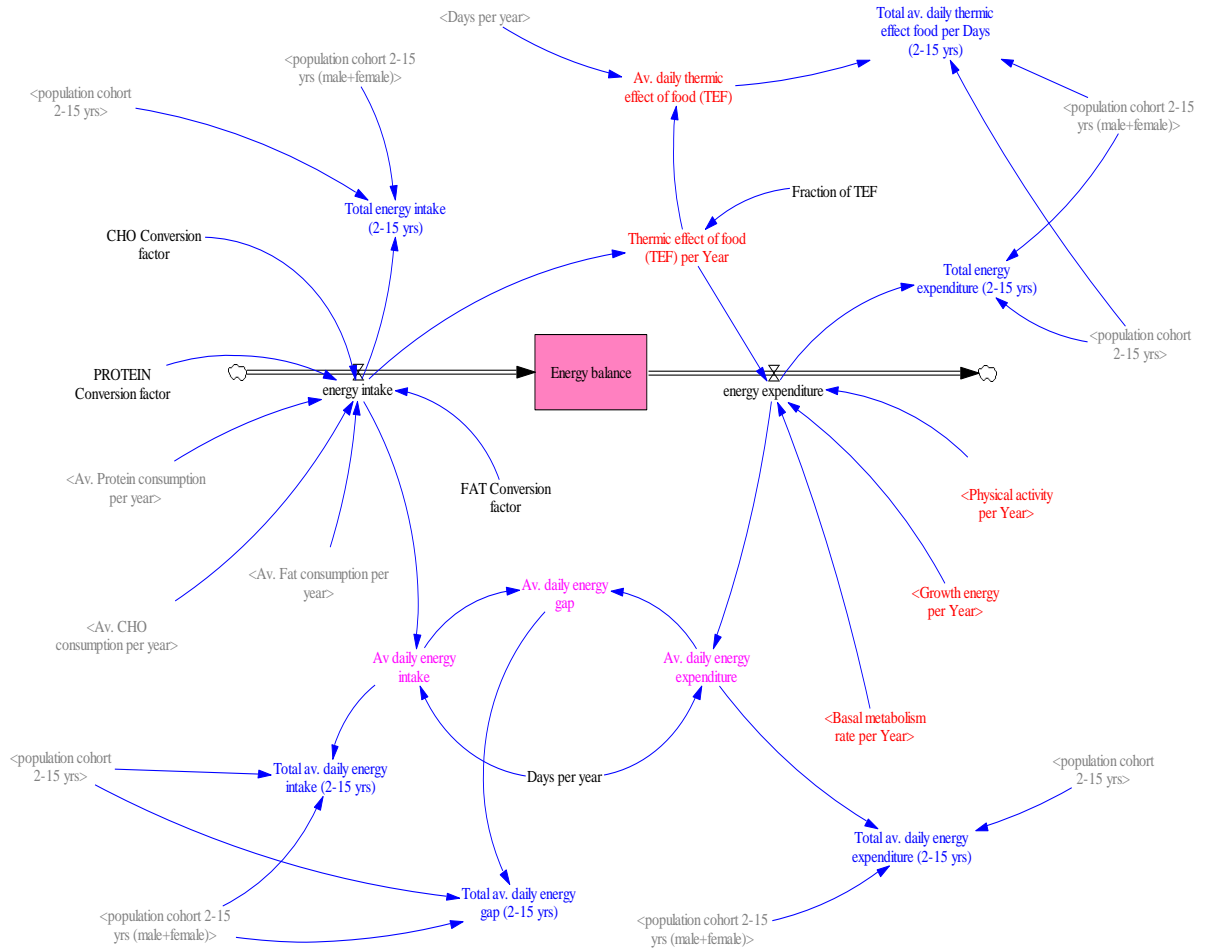 <Days per year>
Total av. daily thermic
effect food per Days
(2-15 yrs)
<population cohort 2-15
yrs (male+female)>
<population cohort
2-15 yrs>
Av. daily thermic
effect of food (TEF)
<population cohort 2-15
yrs (male+female)>
Total energy intake
(2-15 yrs)
Fraction of TEF
CHO Conversion
factor
Thermic effect of food
(TEF) per Year
Total energy
expenditure (2-15 yrs)
<population cohort
2-15 yrs>
PROTEIN
Conversion factor
energy intake
Energy balance
energy expenditure
<Av. Protein consumption
per year>
FAT Conversion
factor
<Physical activity
per Year>
<Av. Fat consumption per
year>
Av. daily energy
gap
<Growth energy
per Year>
<Av. CHO
consumption per year>
Av daily energy
intake
Av. daily energy
expenditure
<Basal metabolism
rate per Year>
<population cohort
2-15 yrs>
Total av. daily energy
intake (2-15 yrs)
Days per year
<population cohort
2-15 yrs>
Total av. daily energy
expenditure (2-15 yrs)
Total av. daily energy
gap (2-15 yrs)
<population cohort 2-15
yrs (male+female)>
<population cohort 2-15
yrs (male+female)>